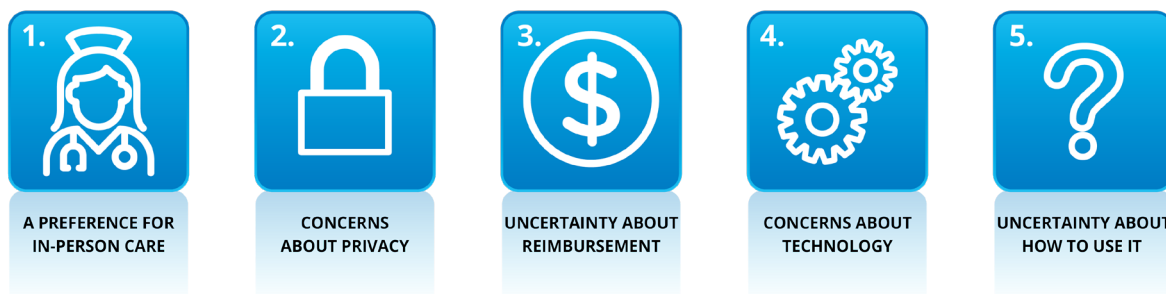 1.
A PREFERENCE FOR
IN-PERSON CARE
2.
CONCERNS
ABOUT PRIVACY
3.
$
UNCERTAINTY ABOUT
REIMBURSEMENT
4.
CONCERNS ABOUT
TECHNOLOGY
5.
?
UNCERTAINTY ABOUT
HOW TO USE IT